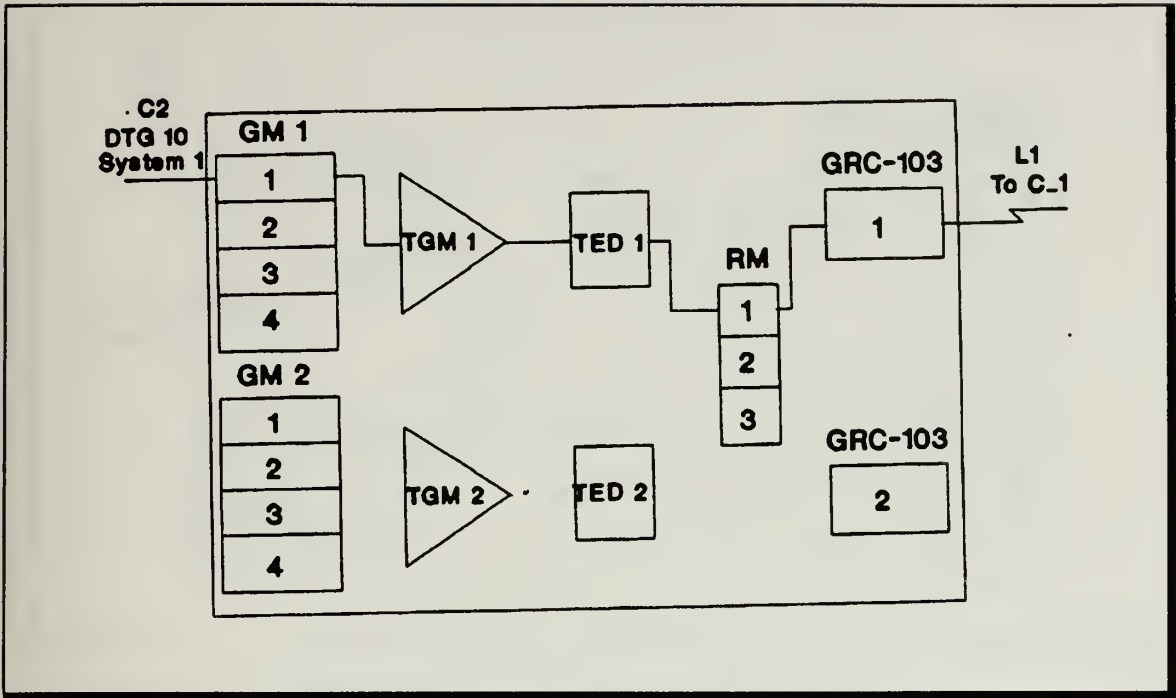 C2
DTG 10
System 1
GM 1
1
2
3
4
GM 2
1
2
3
4
TGM 1
TED 1
RM
1
2
3
GRC-103
1
L1
To C_1
TGM 2
TED 2
GRC-103
2